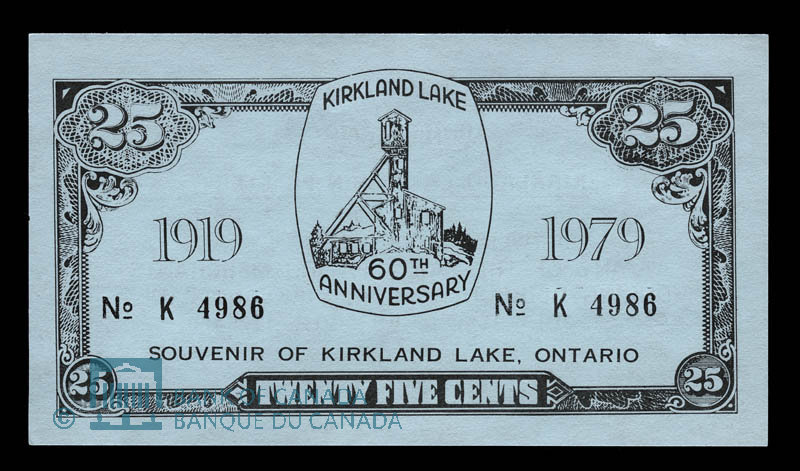 KIRKLAND LAKE
25 25
1919 1979
60TH
ANNIVERSARY
No K 4986 No K 4986
SOUVENIR OF KIRKLAND LAKE, ONTARIO
25 TWENTY FIVE CENTS 25
© BANK OF CANADA
BANQUE DU CANADA